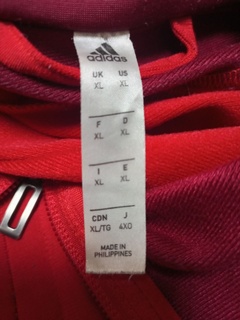 adidas
UK US
XL XL
F D
XL XL
I E
XL XL
CDN J
XL/TG 4XO
MADE IN
PHILIPPINES